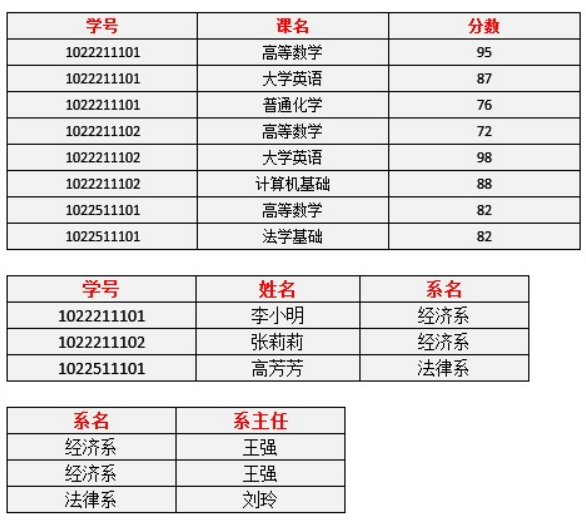 学号 课名 分数
1022211101 高等数学 95
1022211101 大学英语 87
1022211101 普通化学 76
1022211102 高等数学 72
1022211102 大学英语 98
1022211102 计算机基础 88
1022511101 高等数学 82
1022511101 法学基础 82
学号 姓名 系名
1022211101 李小明 经济系
1022211102 张莉莉 经济系
1022511101 高芳芳 法律系
系名 系主任
经济系 王强
经济系 王强
法律系 刘玲